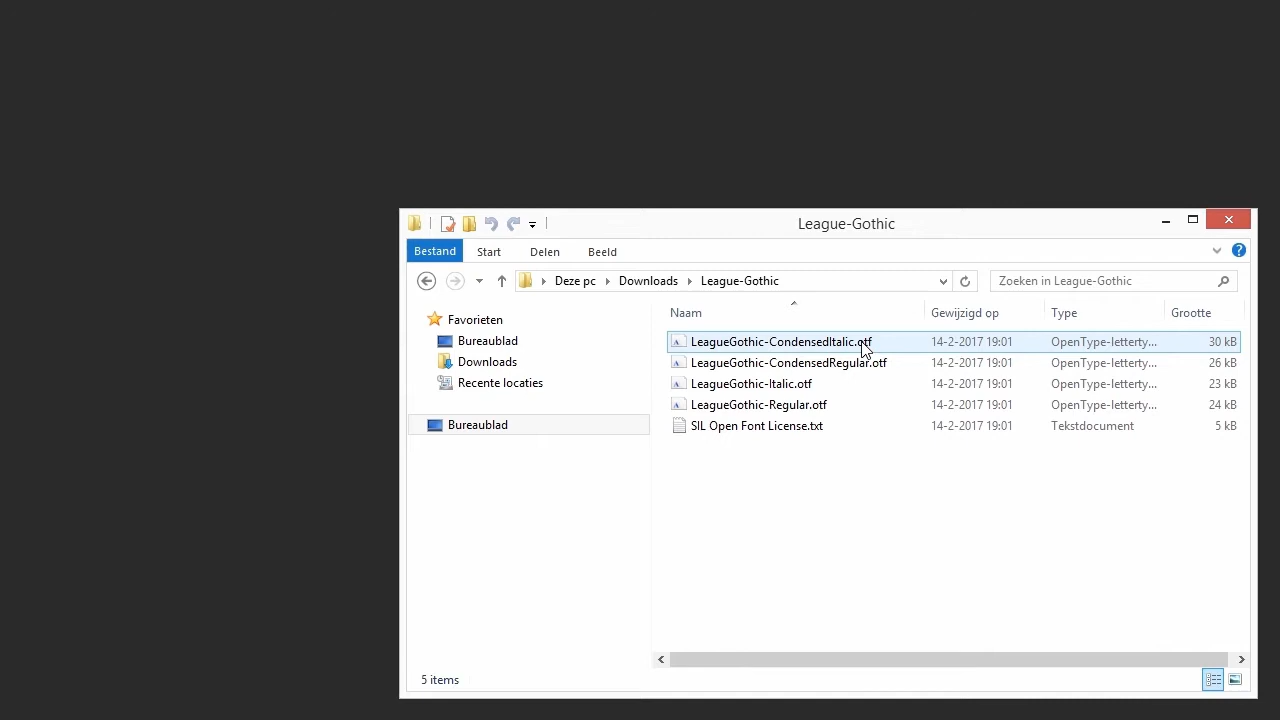 League-Gothic
Bestand Start Delen Beeld
Deze pc Downloads League-Gothic Zoeken in League-Gothic
Favorieten
Bureaublad
Downloads
Recente locaties
Bureaublad
Naam Gewijzigd op Type Grootte
LeagueGothic-CondensedItalic.otf 14-2-2017 19:01 OpenType-letterty... 30 kB
LeagueGothic-CondensedRegular.otf 14-2-2017 19:01 OpenType-letterty... 26 kB
LeagueGothic-Italic.otf 14-2-2017 19:01 OpenType-letterty... 23 kB
LeagueGothic-Regular.otf 14-2-2017 19:01 OpenType-letterty... 24 kB
SIL Open Font License.txt 14-2-2017 19:01 Tekstdocument 5 kB
5 items